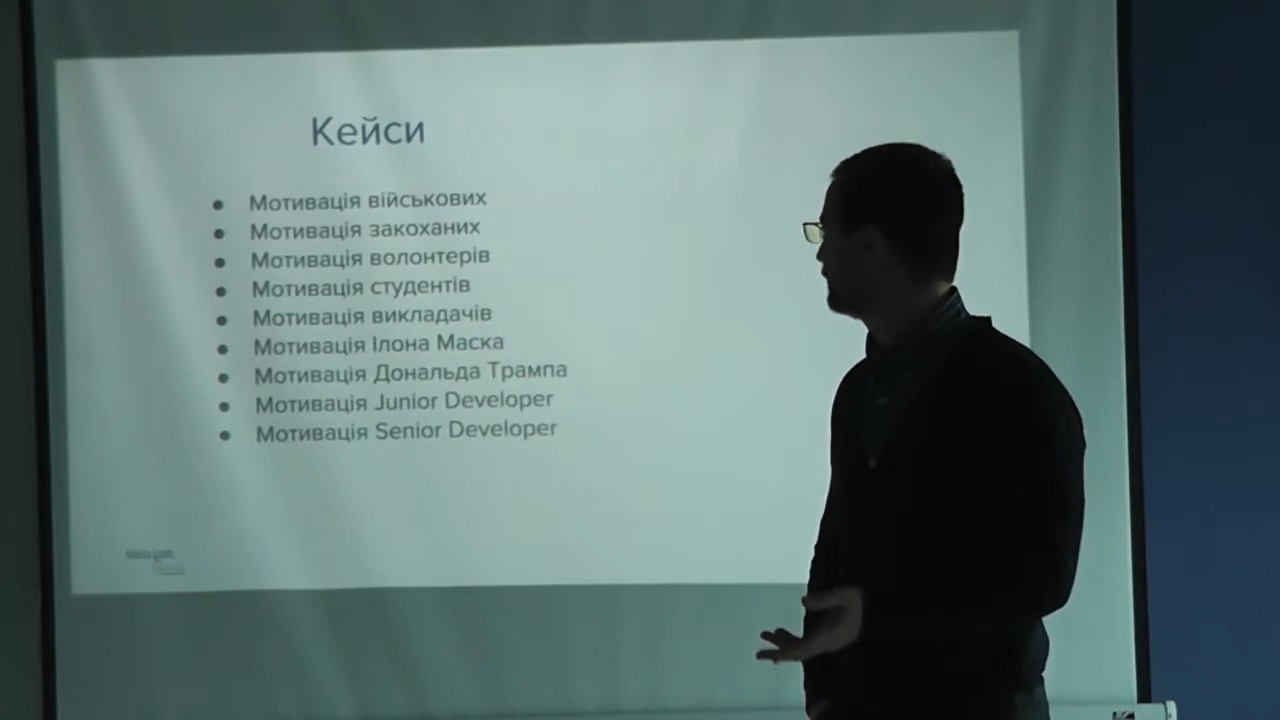 Кейси
Мотивація військових
Мотивація закоханих
Мотивація волонтерів
Мотивація студентів
Мотивація викладачів
Мотивація Ілона Маска
Мотивація Дональда Трампа
Мотивація Junior Developer
Мотивація Senior Developer